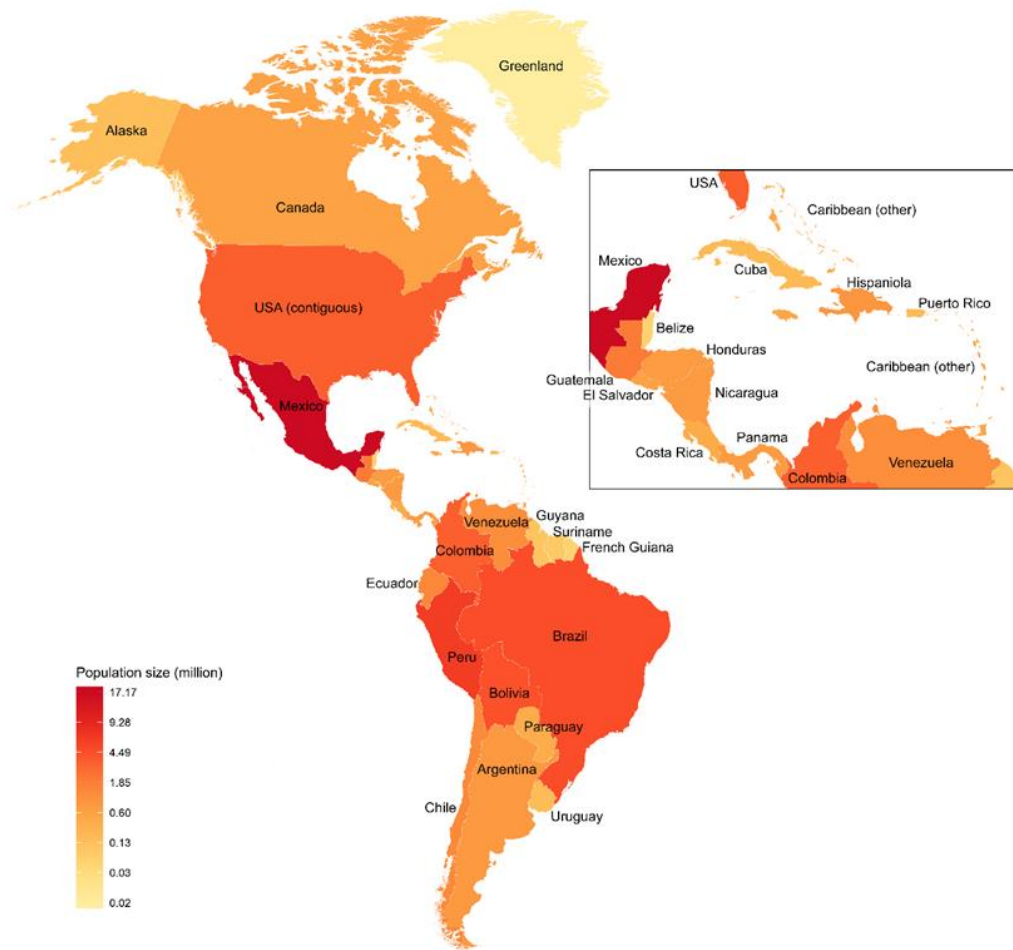 Greenland
Alaska
Canada
USA (contiguous)
Mexico
USA
Caribbean (other)
Mexico
Cuba
Hispaniola
Puerto Rico
Belize
Honduras
Caribbean (other)
Guatemala
El Salvador
Nicaragua
Panama
Costa Rica
Venezuela
Colombia
Venezuela
Guyana
Suriname
French Guiana
Colombia
Ecuador
Brazil
Peru
Bolivia
Paraguay
Argentina
Chile
Uruguay
Population size (million)
17.17
9.28
4.49
1.85
0.60
0.13
0.03
0.02